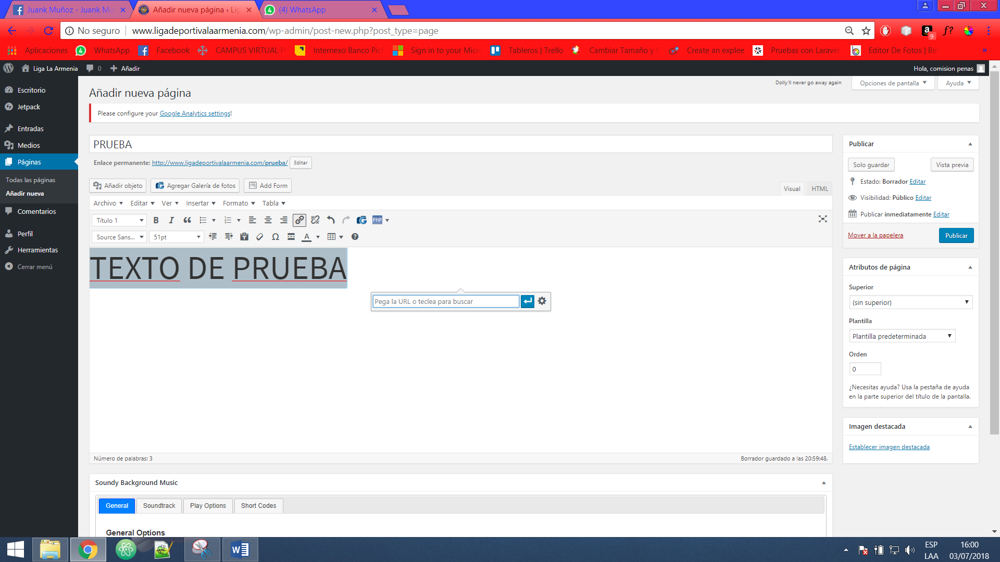 Juank Muñoz - Juank Mu
Añadir nueva página ‹ Lig
(4) WhatsApp
No seguro
www.ligadeportivalaarmenia.com/wp-admin/post-new.php?post_type=page
9
f?
Aplicaciones
WhatsApp
Facebook
CAMPUS VIRTUAL P
Internexo Banco Pich
Sign in to your Micr
Tableros | Trello
Cambiar Tamaño y
Create an explee
Pruebas con Laravel
Editor De Fotos | Be
»
Liga La Armenia
0
Añadir
Hola, comision penas
Dolly'll never go away again
Opciones de pantalla
Ayuda
Escritorio
Jetpack
Entradas
Medios
Páginas
Todas las páginas
Añadir nueva
Comentarios
Perfil
Herramientas
Cerrar menú
Añadir nueva página
Please configure your Google Analytics settings!
PRUEBA
Enlace permanente: http://www.ligadeportivalaarmenia.com/prueba/
Editar
Añadir objeto
Agregar Galería de fotos
Add Form
Visual
HTML
Archivo
Editar
Ver
Insertar
Formato
Tabla
Título 1
B
I
PHP
Source Sans...
51pt
Ω
A
TEXTO DE PRUEBA
Pega la URL o teclea para buscar
Número de palabras: 3
Borrador guardado a las 20:59:48.
Publicar
Solo guardar
Vista previa
Estado: Borrador Editar
Visibilidad: Público Editar
Publicar inmediatamente Editar
Mover a la papelera
Publicar
Atributos de página
Superior
(sin superior)
Plantilla
Plantilla predeterminada
Orden
0
¿Necesitas ayuda? Usa la pestaña de ayuda
en la parte superior del título de la pantalla.
Imagen destacada
Establecer imagen destacada
Soundy Background Music
General
Soundtrack
Play Options
Short Codes
General Options
ESP
LAA
16:00
03/07/2018